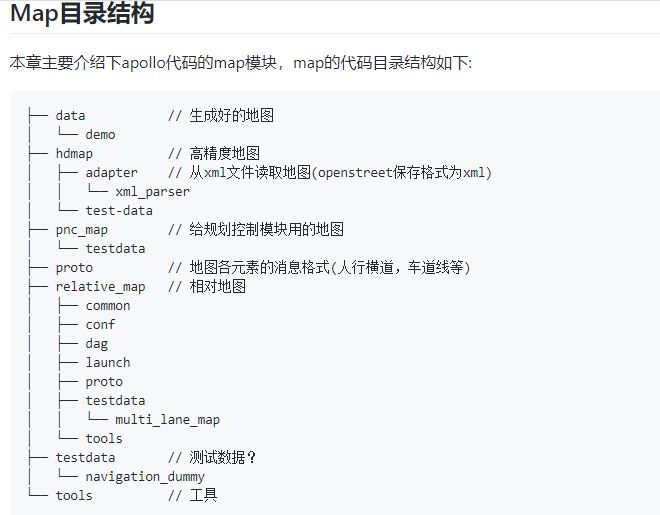 Map目录结构
本章主要介绍下apollo代码的map模块，map的代码目录结构如下:
├── data           // 生成好的地图
│   └── demo
├── hdmap          // 高精度地图
│   ├── adapter    // 从xml文件读取地图(openstreet保存格式为xml)
│   │   └── xml_parser
│   └── test-data
├── pnc_map        // 给规划控制模块用的地图
│   └── testdata
├── proto          // 地图各元素的消息格式(人行横道，车道线等)
├── relative_map   // 相对地图
│   ├── common
│   ├── conf
│   ├── dag
│   ├── launch
│   ├── proto
│   ├── testdata
│   │   └── multi_lane_map
│   └── tools
├── testdata       // 测试数据？
│   └── navigation_dummy
└── tools          // 工具